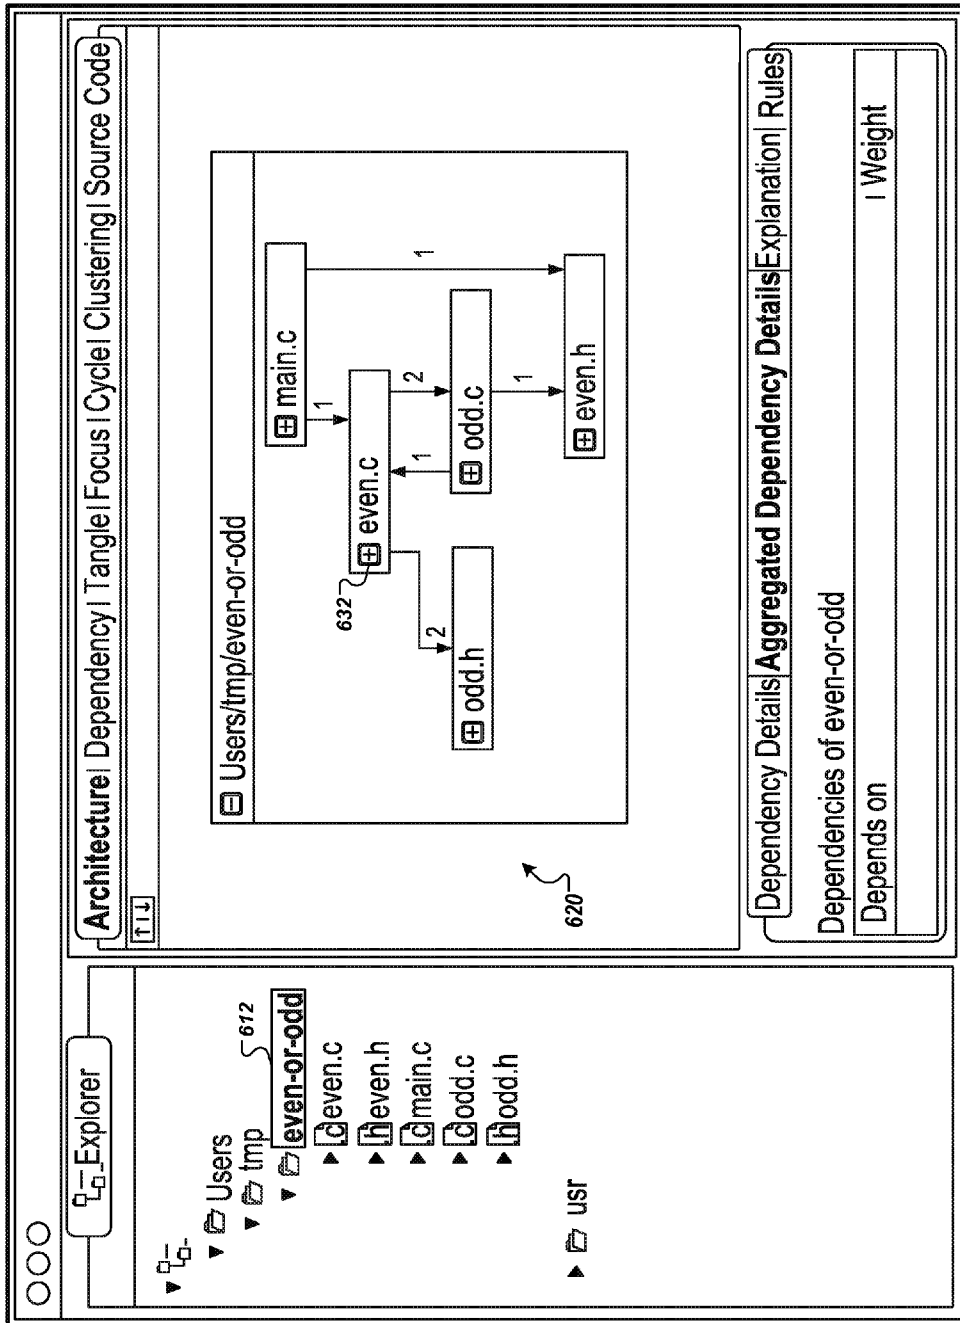 Explorer
Users
tmp
even-or-odd
612
.c even.c
.h even.h
.c main.c
.c odd.c
.h odd.h
usr
Architecture| Dependency| Tangle| Focus | Cycle| Clustering| Source Code
Users/tmp/even-or-odd
main.c
1
1
even.c
632
2
1
2
odd.h
odd.c
1
even.h
620
Dependency Details|Aggregated Dependency Details|Explanation| Rules
Dependencies of even-or-odd
Depends on | Weight